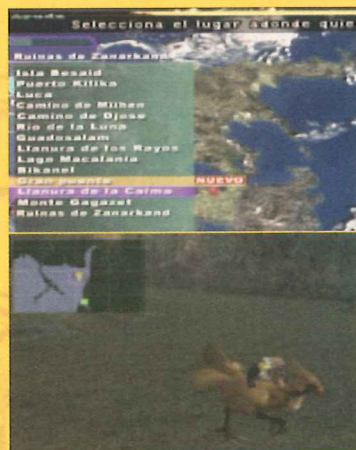 Selecciona el lugar adonde quie
Ruinas de Zanarkand
Isla Besaid
Puerto Kilika
Luca
Camino de Miihen
Camino de Djose
Río de la Luna
Guadosalam
Llanura de los Rayos
Lago Macalania
Bikanel
Gran puente NUEVO
Llanura de la Calma
Monte Gagazet
Ruinas de Zanarkand